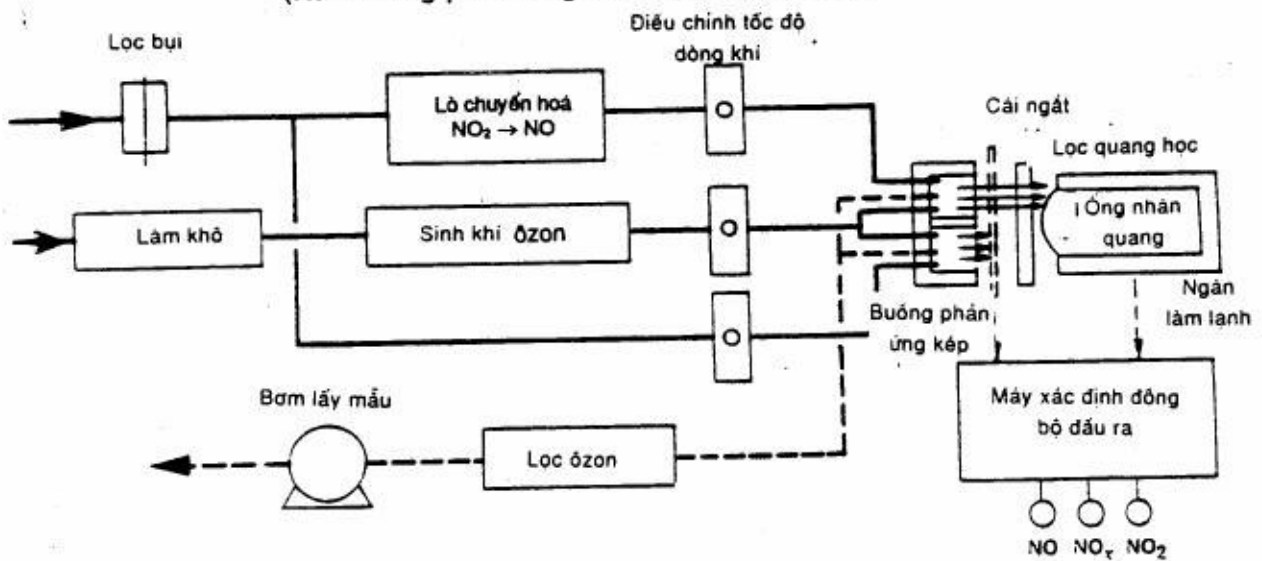 Lọc bụi
Điều chỉnh tốc độ
dòng khí
Lò chuyển hoá
NO₂ → NO
Cái ngắt
Lọc quang học
Làm khô
Sinh khí ôzon
Ống nhân
quang
Ngăn
làm lạnh
Buồng phản
ứng kép
Bơm lấy mẫu
Lọc ôzon
Máy xác định đông
bộ đầu ra
NO NOₓ NO₂